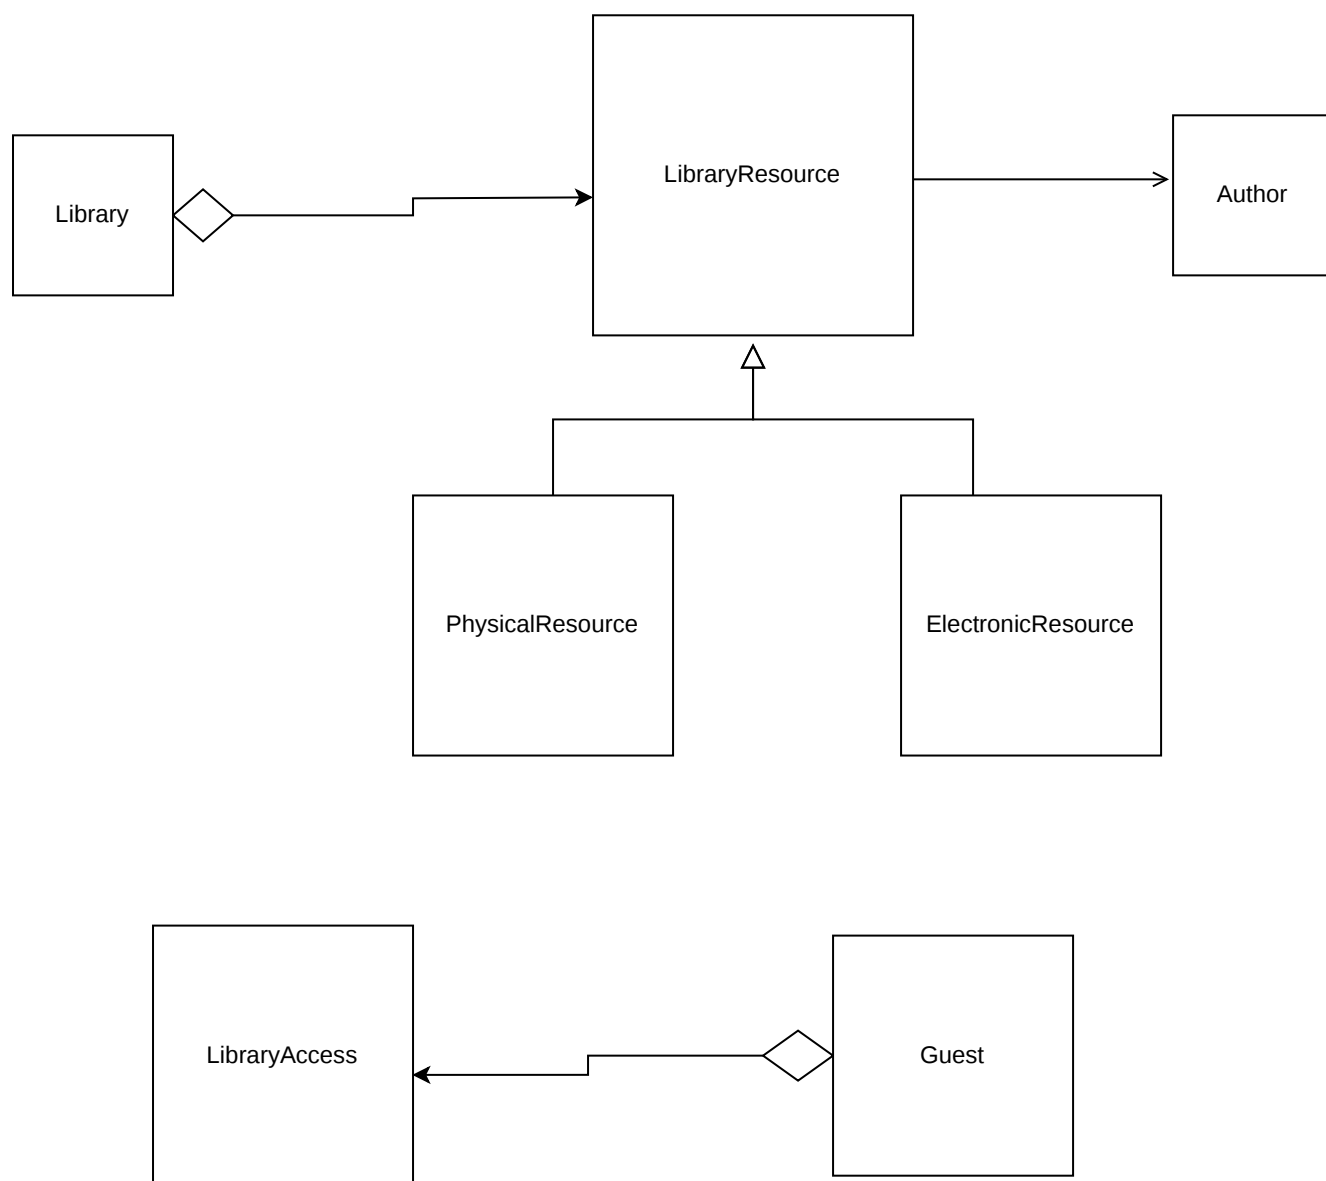 LibraryResource
Author
Library
PhysicalResource
ElectronicResource
LibraryAccess
Guest